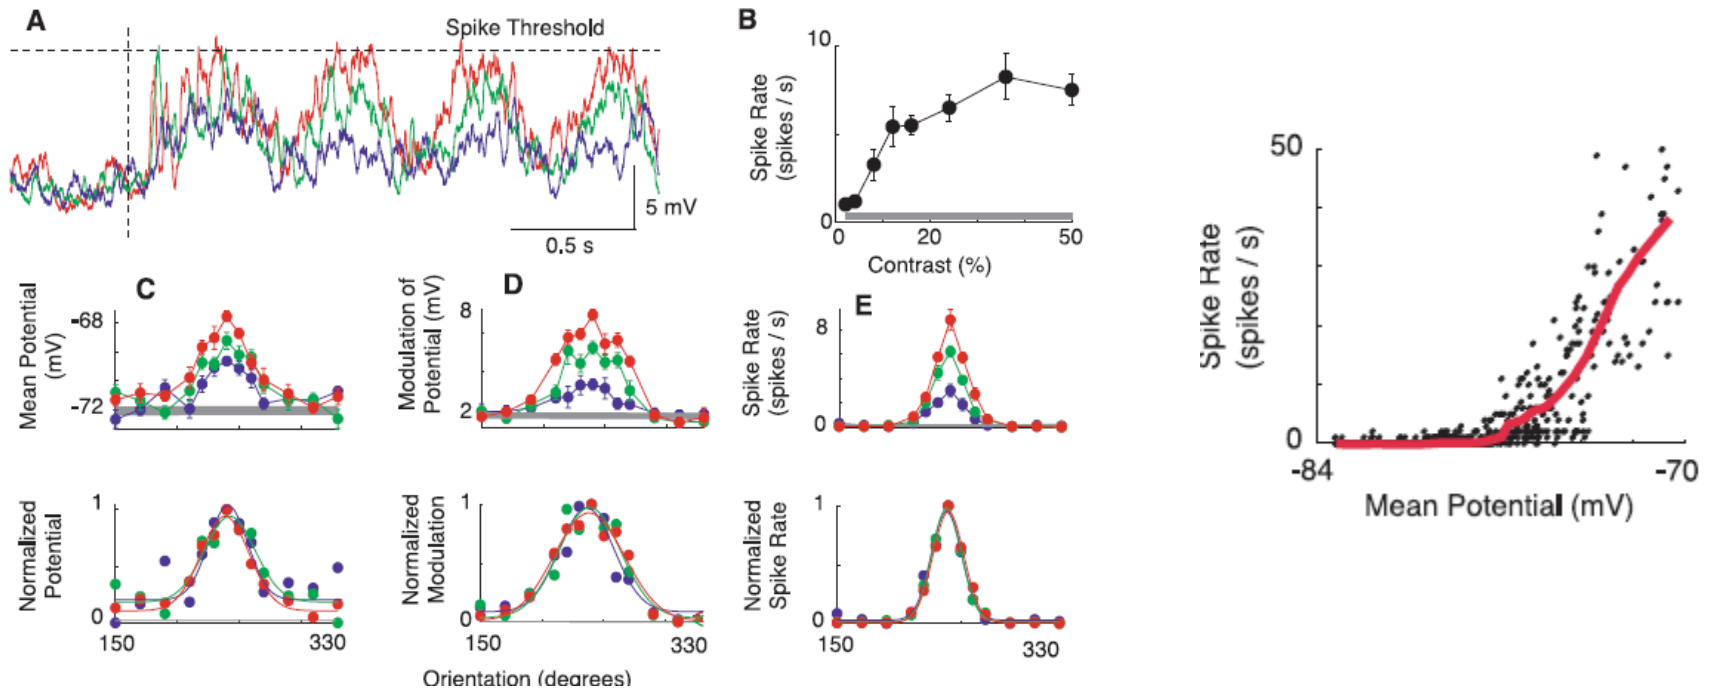 A
Spike Threshold
5 mV
0.5 s
B
10
Spike Rate
(spikes / s)
0
0
20
50
Contrast (%)
C
Mean Potential
(mV)
-68
-72
D
Modulation of
Potential (mV)
8
2
E
Spike Rate
(spikes / s)
8
0
Normalized
Potential
1
0
150
330
Normalized
Modulation
1
0
150
330
Normalized
Spike Rate
1
0
150
330
Orientation (degrees)
Spike Rate
(spikes / s)
50
0
-84
-70
Mean Potential (mV)